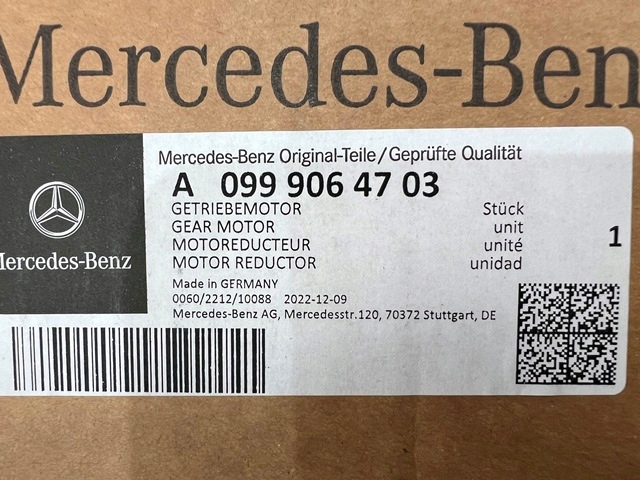 Mercedes-Ben
Mercedes-Benz Original-Teile/Geprüfte Qualität
A 099 906 47 03
GETRIEBEMOTOR Stück
GEAR MOTOR unit
MOTOREDUCTEUR unité
MOTOR REDUCTOR unidad
1
Mercedes-Benz
Made in GERMANY
0060/2212/10088 2022-12-09
Mercedes-Benz AG, Mercedesstr.120, 70372 Stuttgart, DE